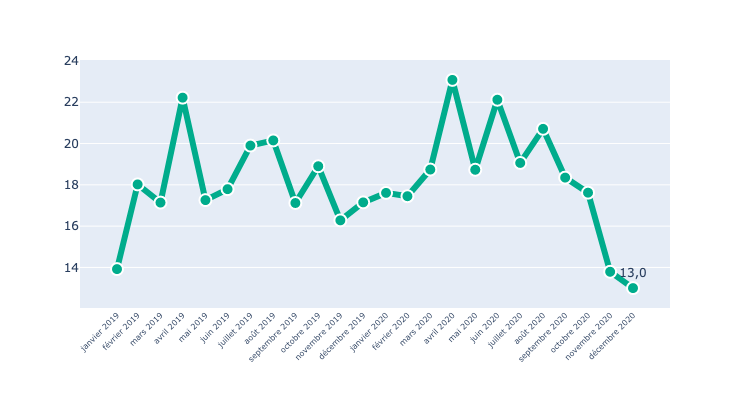 24
22
20
18
16
14
13,0
janvier 2019
février 2019
mars 2019
avril 2019
mai 2019
juin 2019
juillet 2019
août 2019
septembre 2019
octobre 2019
novembre 2019
décembre 2019
janvier 2020
février 2020
mars 2020
avril 2020
mai 2020
juin 2020
juillet 2020
août 2020
septembre 2020
octobre 2020
novembre 2020
décembre 2020